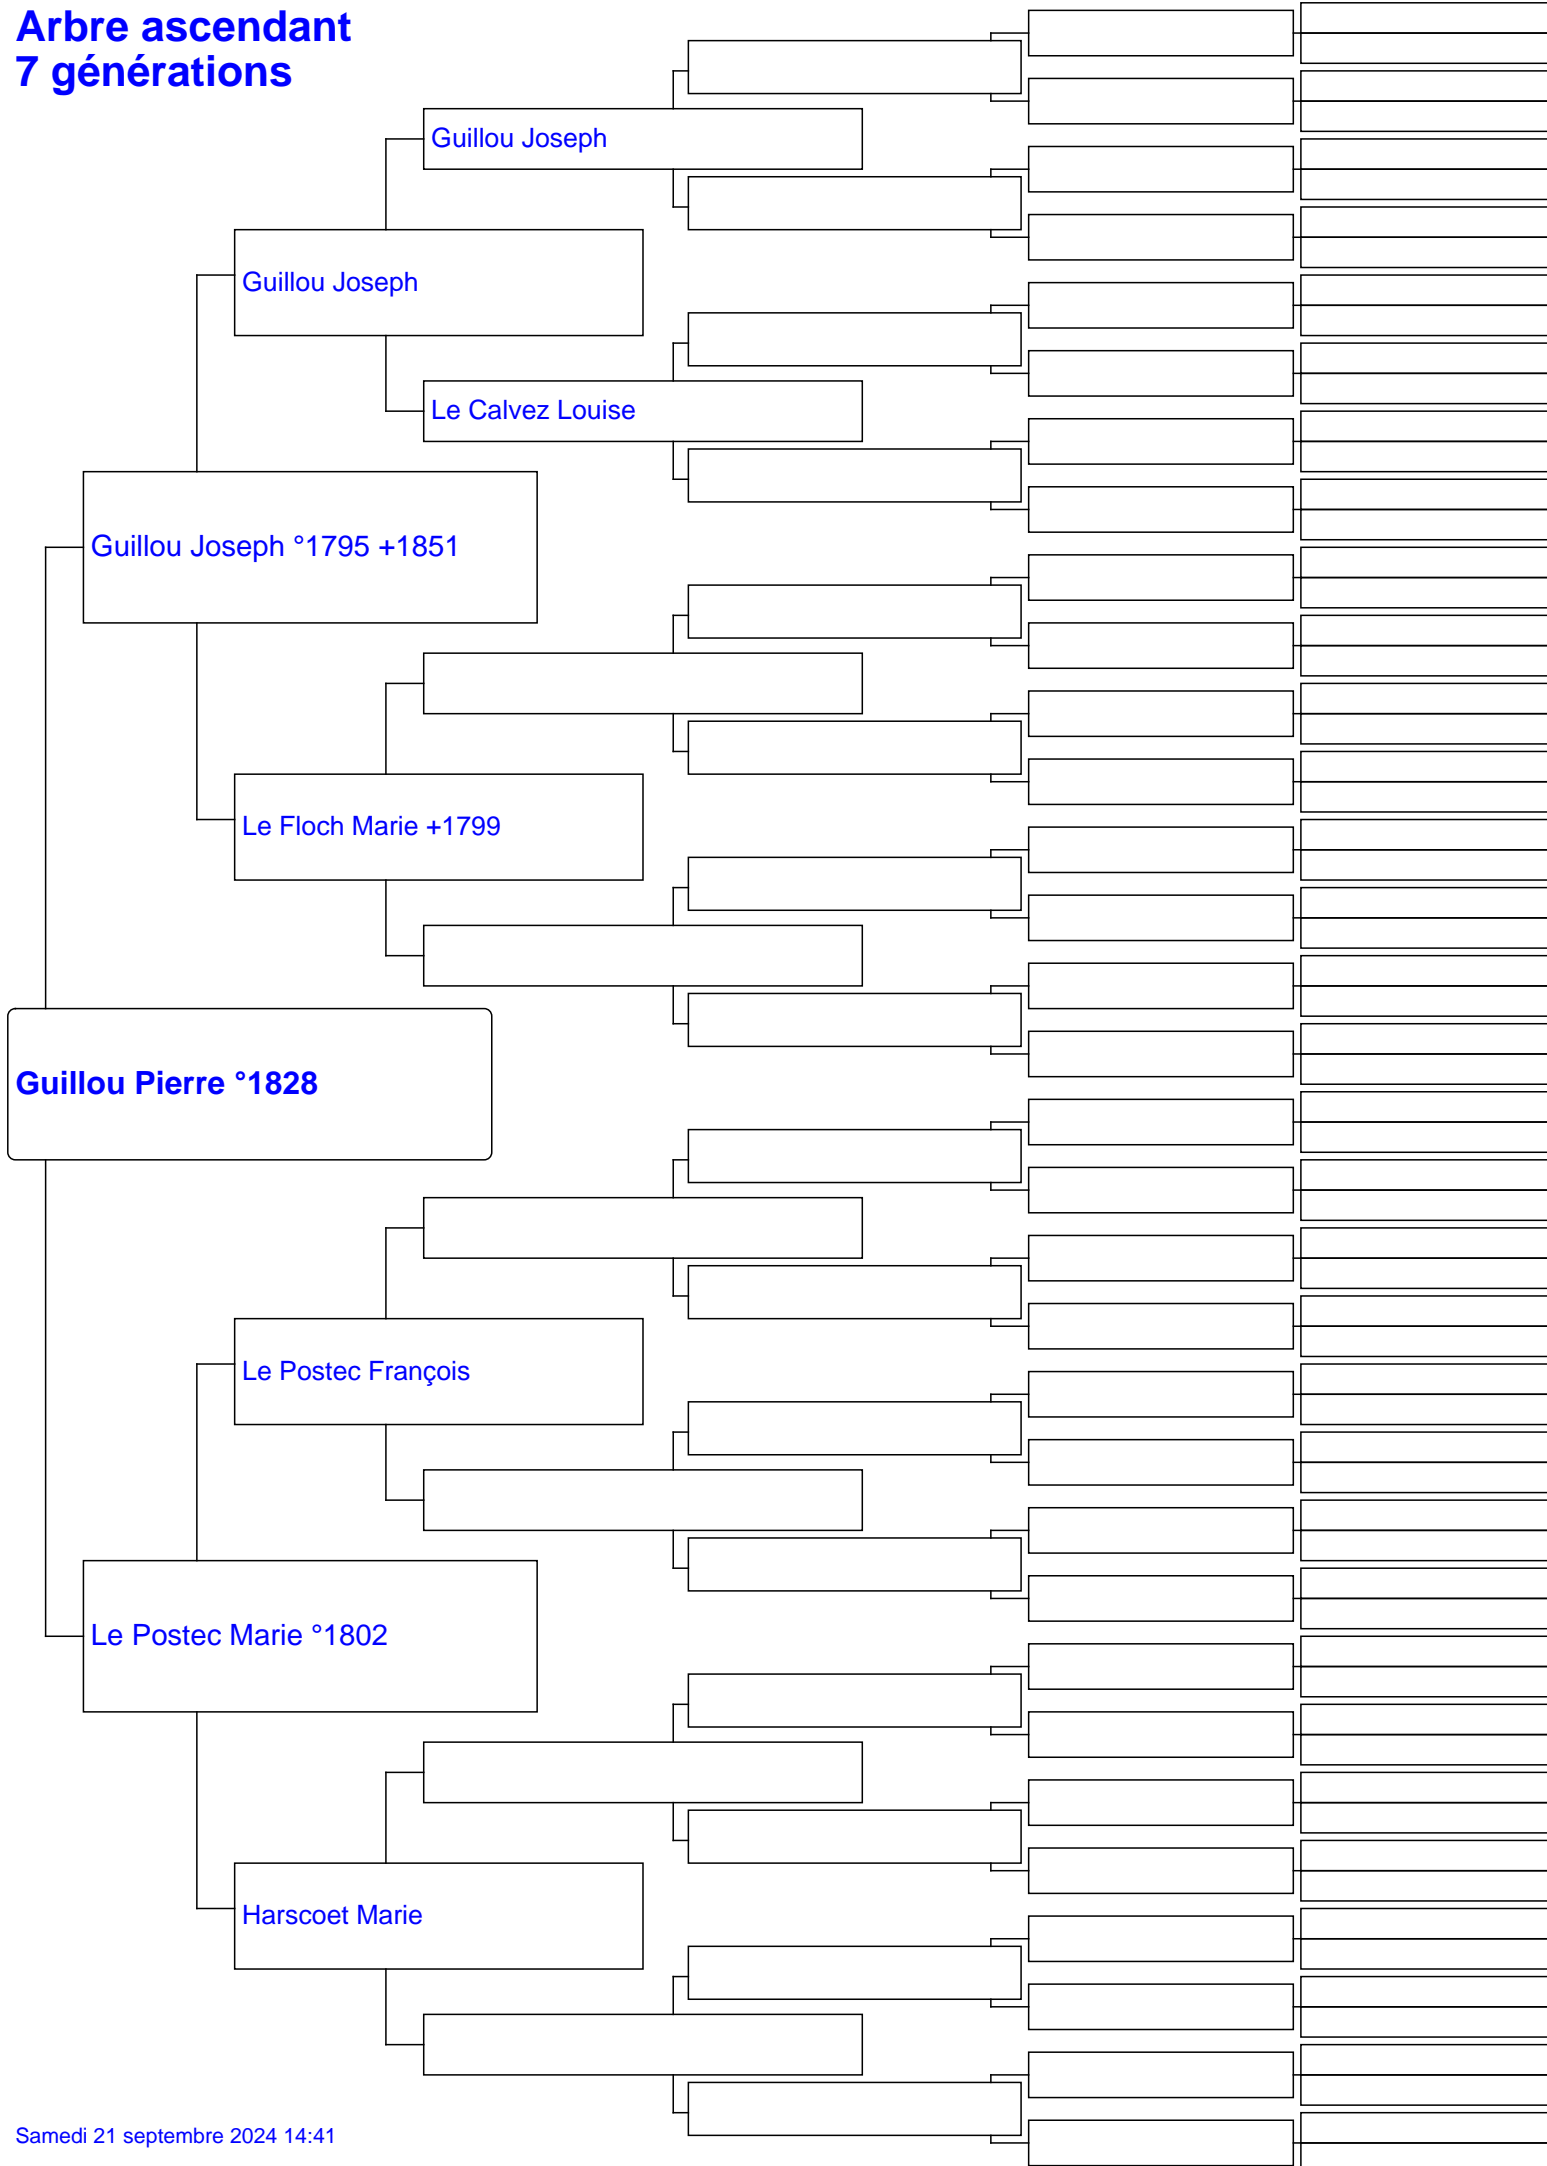 Arbre ascendant
7 générations
Guillou Joseph
Guillou Joseph
Le Calvez Louise
Guillou Joseph °1795 +1851
Le Floch Marie +1799
Guillou Pierre °1828
Le Postec François
Le Postec Marie °1802
Harscoet Marie
Samedi 21 septembre 2024 14:41